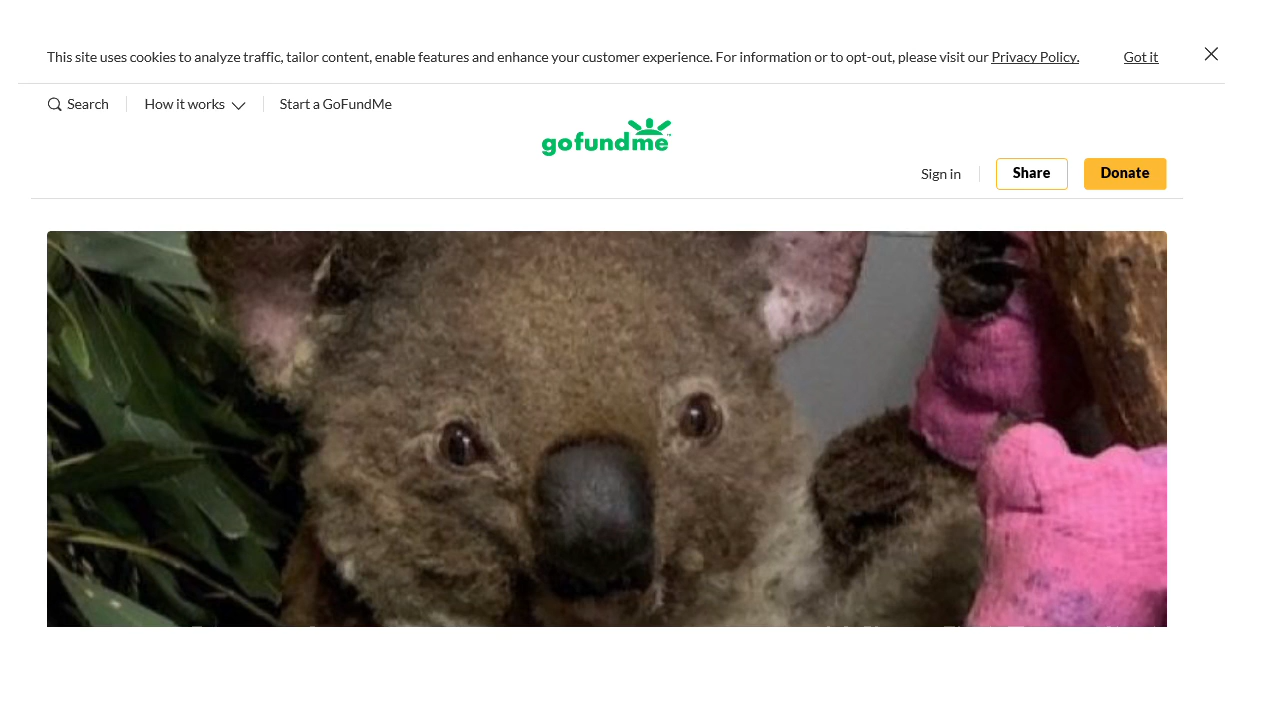 This site uses cookies to analyze traffic, tailor content, enable features and enhance your customer experience. For information or to opt-out, please visit our Privacy Policy. Got it
Search How it works Start a GoFundMe
gofundme™
Sign in Share Donate